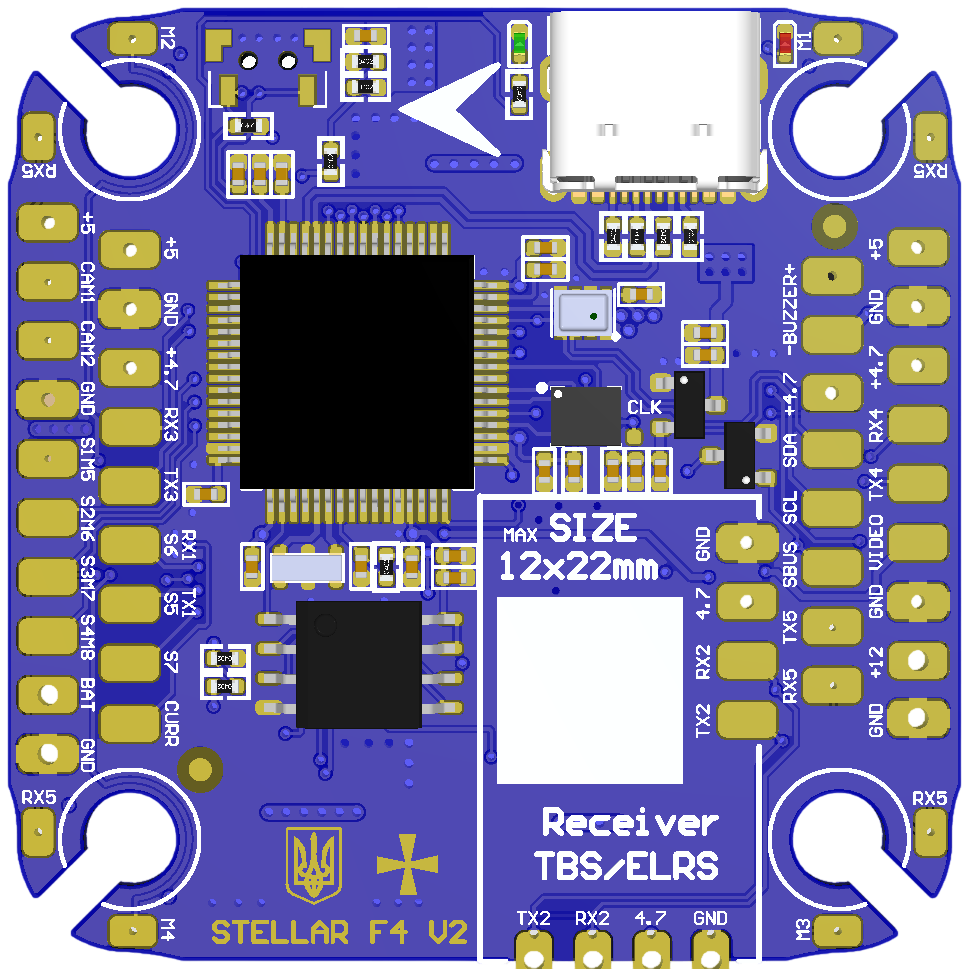 M2
M1
RX5
RX5
+5
CAM1
CAM2
GND
S1M5
S2M6
S3M7
S4M8
BAT
GND
+5
GND
+4.7
RX3
TX3
S6
S5
S7
CURR
RX1
TX1
CLK
-BUZZER+
+4.7
SDA
SCL
SBUS
TX5
RX5
+5
GND
+4.7
RX4
TX4
VIDEO
GND
+12
GND
MAX SIZE
12x22mm
GND
4.7
RX2
TX2
Receiver
TBS/ELRS
TX2 RX2 4.7 GND
RX5
RX5
M4
M3
STELLAR F4 V2